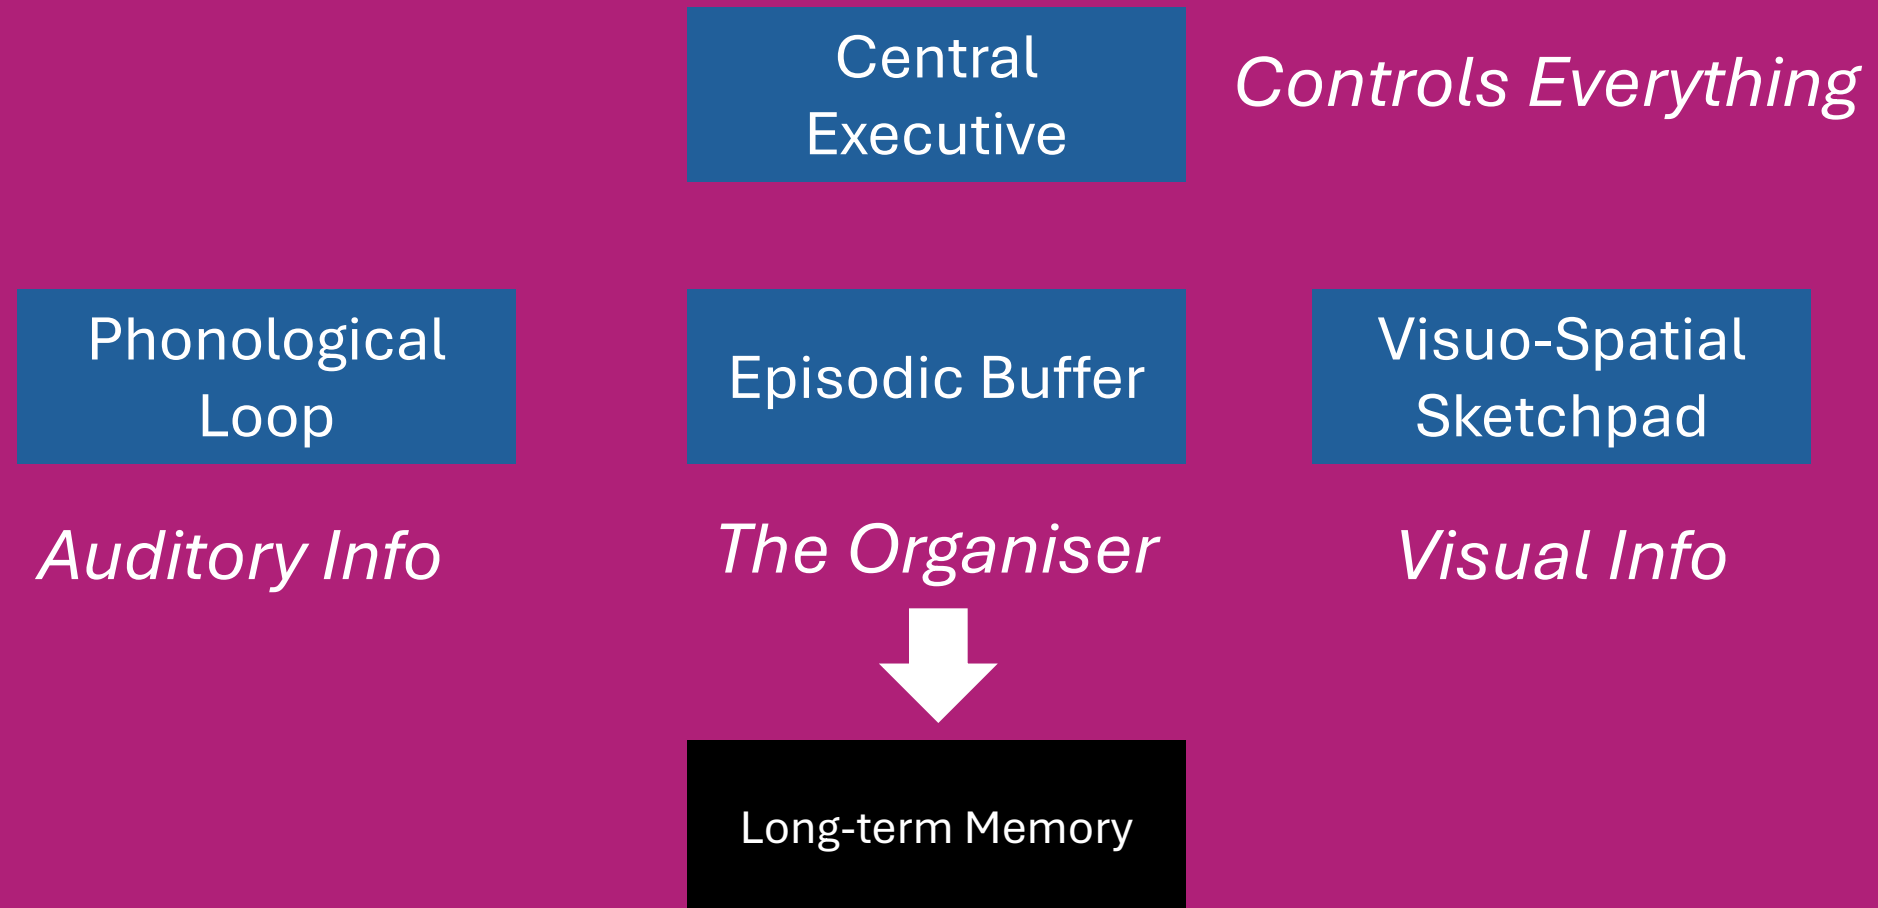 Central
Executive
Controls Everything
Phonological
Loop
Episodic Buffer
Visuo-Spatial
Sketchpad
Auditory Info
The Organiser
Visual Info
Long-term Memory